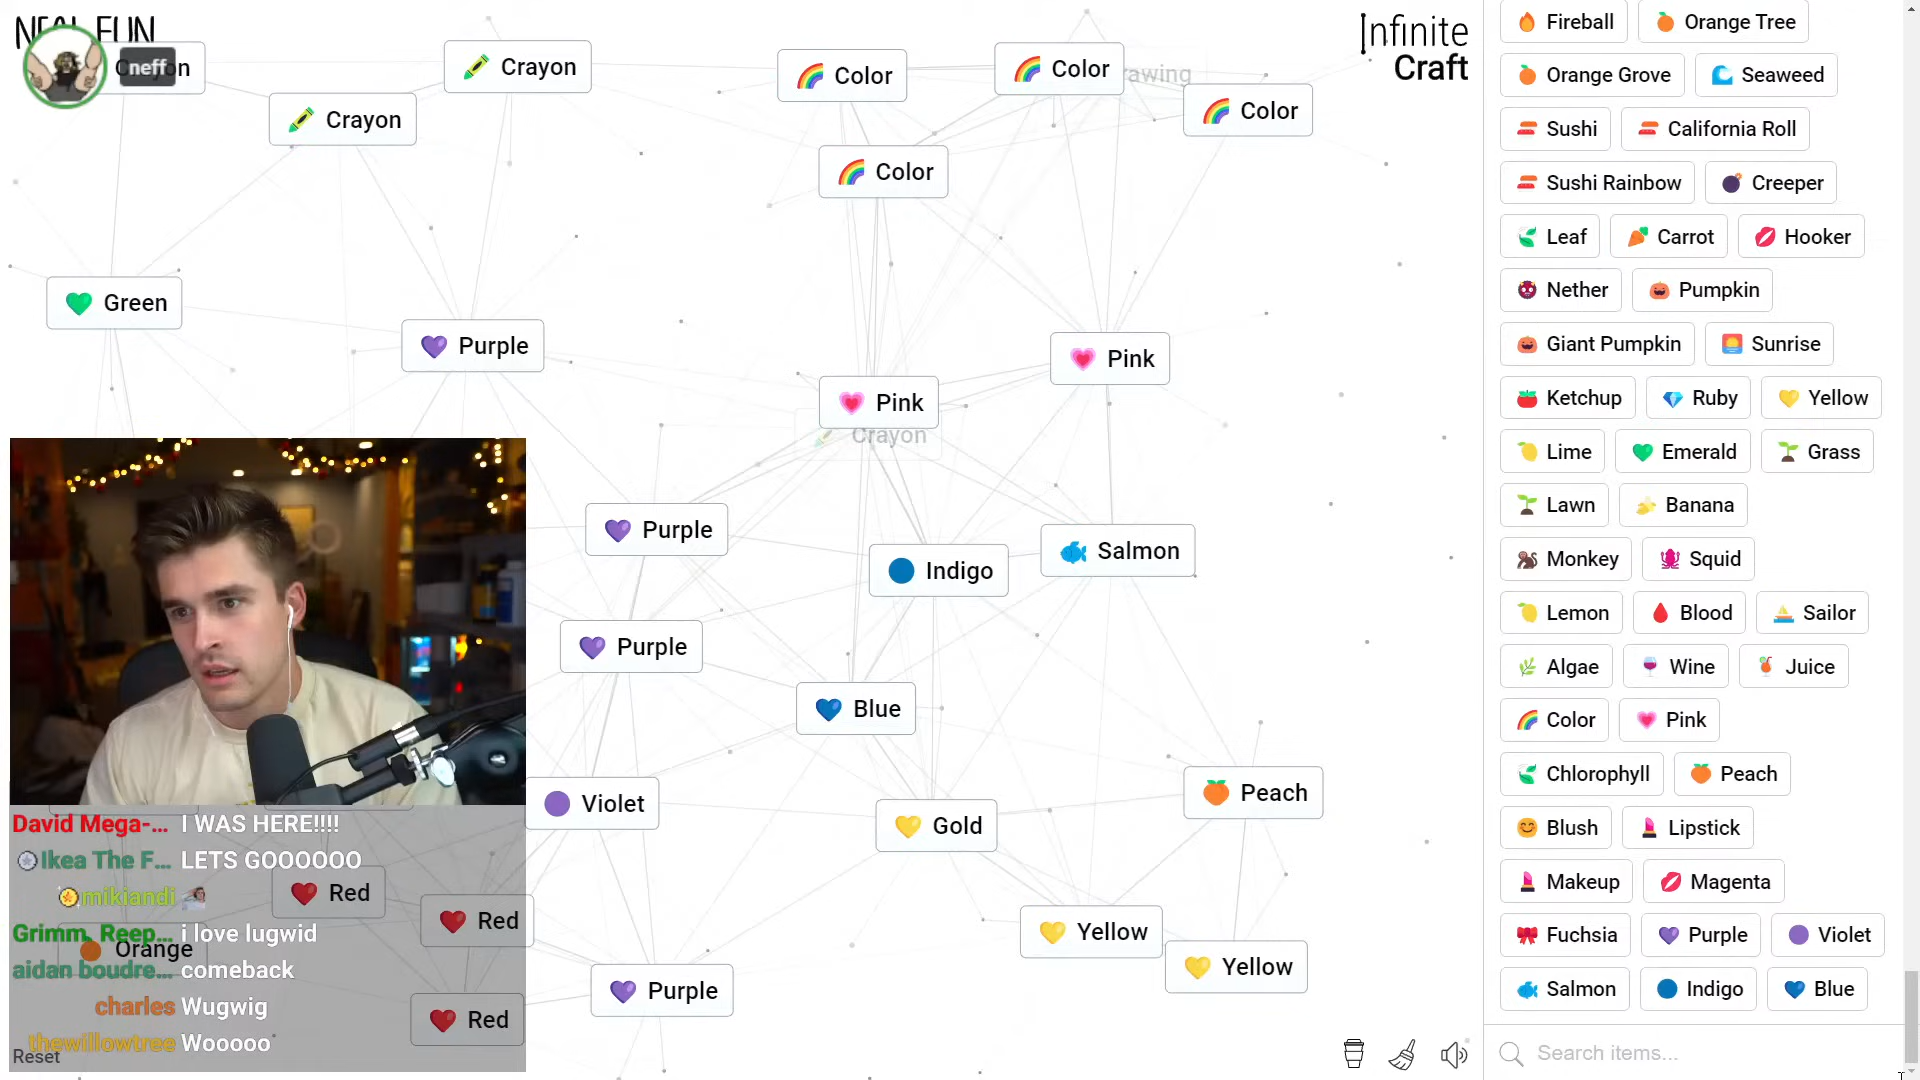 NEAL.FUN
neff
Crayon
Crayon
Crayon
Color
Color
Color
Color
Infinite
Craft
Green
Purple
Pink
Pink
Crayon
Purple
Indigo
Salmon
Purple
Blue
Violet
Gold
Peach
Red
Red
Orange
Yellow
Yellow
Purple
Red
David Mega-... I WAS HERE!!!!
Ikea The F... LETS GOOOOOO
mikiandi
Grimm. Reep... i love lugwid
aidan boudre... comeback
charles Wugwig
thewillowtree Wooooo
Reset
Fireball Orange Tree
Orange Grove Seaweed
Sushi California Roll
Sushi Rainbow Creeper
Leaf Carrot Hooker
Nether Pumpkin
Giant Pumpkin Sunrise
Ketchup Ruby Yellow
Lime Emerald Grass
Lawn Banana
Monkey Squid
Lemon Blood Sailor
Algae Wine Juice
Color Pink
Chlorophyll Peach
Blush Lipstick
Makeup Magenta
Fuchsia Purple Violet
Salmon Indigo Blue
Search items...